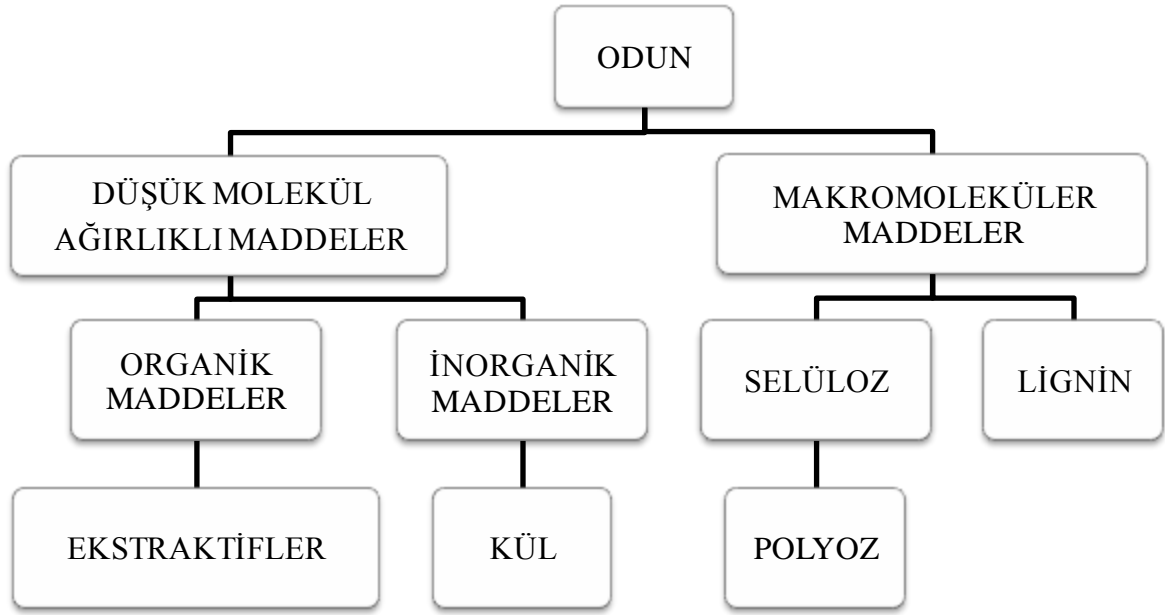 ODUN
DÜŞÜK MOLEKÜL
AĞIRLIKLI MADDELER
MAKROMOLEKÜLER
MADDELER
ORGANİK
MADDELER
İNORGANİK
MADDELER
SELÜLOZ
LİGNİN
EKSTRAKTİFLER
KÜL
POLYOZ